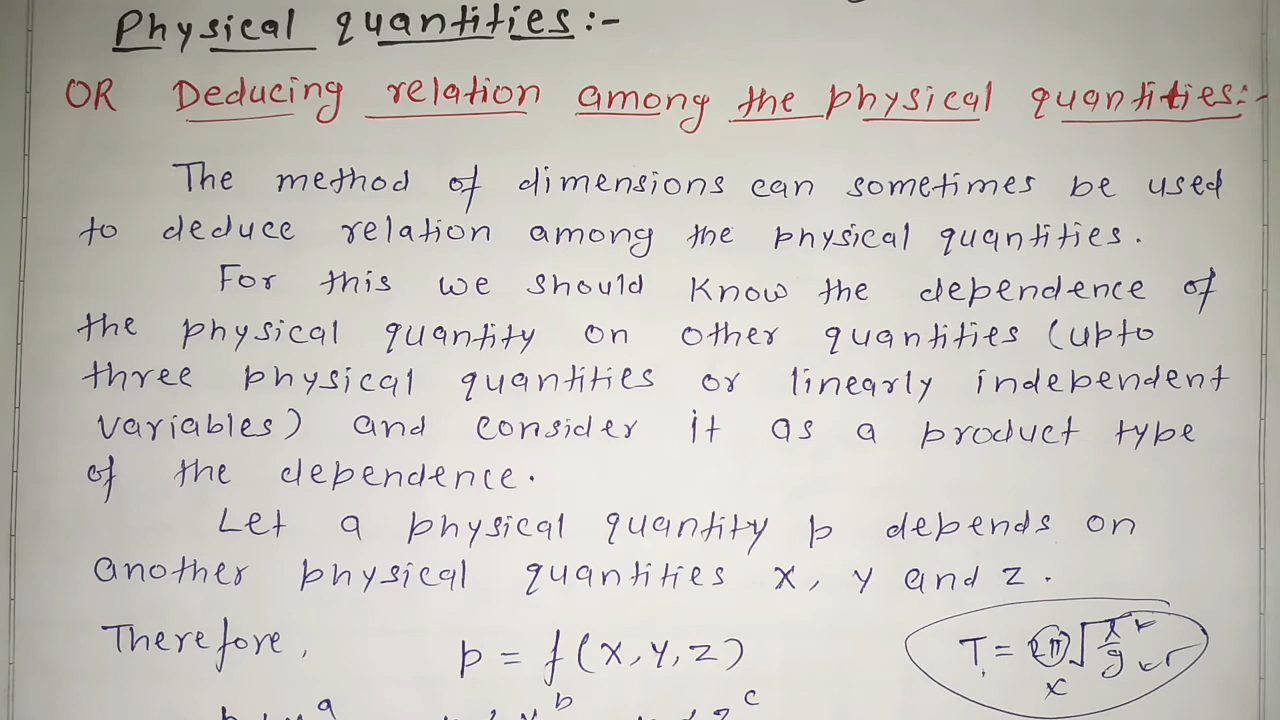 Physical quantities:-
OR Deducing relation among the physical quantities:-
The method of dimensions can sometimes be used
to deduce relation among the physical quantities.
For this we should know the dependence of
the physical quantity on other quantities (upto
three physical quantities or linearly independent
variables) and consider it as a product type
of the dependence.
Let a physical quantity p depends on
another physical quantities x, y and z.
Therefore, p = f(x,y,z)
T = 2π√l/g
x
a b c